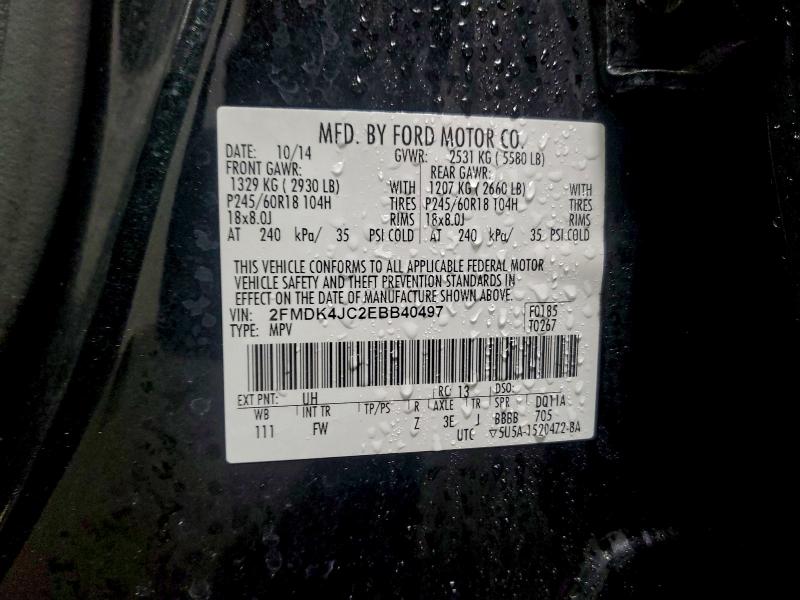 MFD. BY FORD MOTOR CO.
DATE: 10/14 GVWR: 2531 KG ( 5580 LB)
FRONT GAWR: REAR GAWR:
1329 KG ( 2930 LB) WITH 1207 KG ( 2660 LB) WITH
P245/60R18 104H TIRES P245/60R18 104H TIRES
18x8.0J RIMS 18x8.0J RIMS
AT 240 kPa/ 35 PSI COLD AT 240 kPa/ 35 PSI COLD
THIS VEHICLE CONFORMS TO ALL APPLICABLE FEDERAL MOTOR
VEHICLE SAFETY AND THEFT PREVENTION STANDARDS IN
EFFECT ON THE DATE OF MANUFACTURE SHOWN ABOVE.
VIN: 2FMDK4JC2EBB40497 F0185
TYPE: MPV T0267
EXT PNT: UH RC: 13 DSO:
WB INT TR TP/PS R AXLE TR SPR DQ11A
111 FW Z 3E J BBBB 705
UTC ▽5U5A-1520472-BA